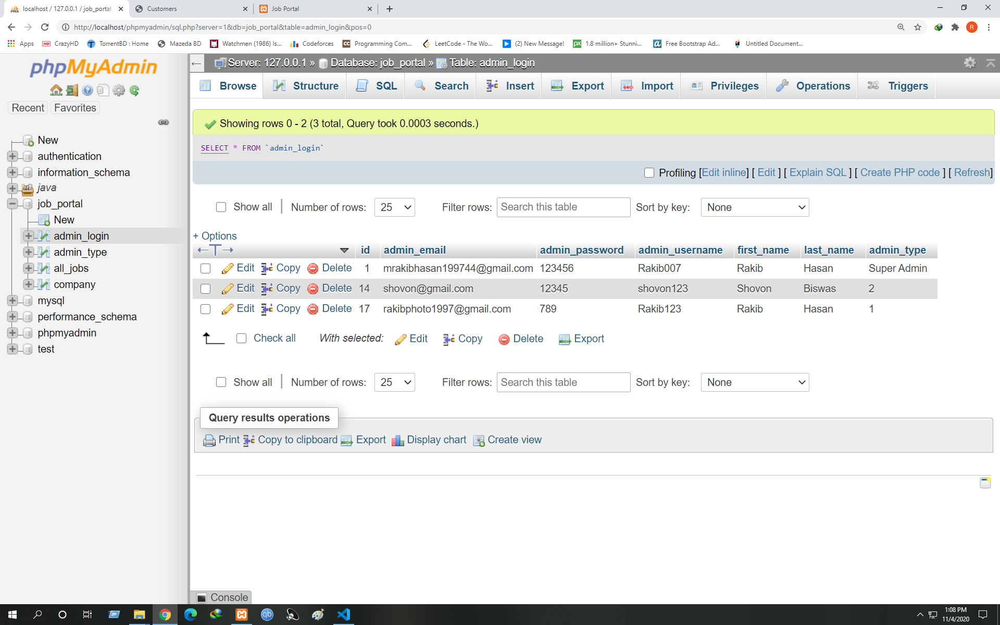 localhost / 127.0.0.1 / job_portal
Customers
Job Portal
http://localhost/phpmyadmin/sql.php?server=1&db=job_portal&table=admin_login&pos=0
R
Apps
CrazyHD
TorrentBD : Home
Mazeda BD
Watchmen (1986) Is...
Codeforces
Programming Com...
LeetCode - The Wo...
(2) New Message!
1.8 million+ Stunni...
Free Bootstrap Ad...
Untitled Document...
phpMyAdmin
Recent
Favorites
New
authentication
information_schema
java
job_portal
New
admin_login
admin_type
all_jobs
company
mysql
performance_schema
phpmyadmin
test
Server: 127.0.0.1 » Database: job_portal » Table: admin_login
Browse Structure SQL Search Insert Export Import Privileges Operations Triggers
Showing rows 0 - 2 (3 total, Query took 0.0003 seconds.)
SELECT * FROM `admin_login`
Profiling [Edit inline] [ Edit ] [ Explain SQL ] [ Create PHP code ] [ Refresh]
Show all Number of rows: 25 Filter rows: Search this table Sort by key: None
+ Options
←T→ id admin_email admin_password admin_username first_name last_name admin_type
Edit Copy Delete 1 mrakibhasan199744@gmail.com 123456 Rakib007 Rakib Hasan Super Admin
Edit Copy Delete 14 shovon@gmail.com 12345 shovon123 Shovon Biswas 2
Edit Copy Delete 17 rakibphoto1997@gmail.com 789 Rakib123 Rakib Hasan 1
Check all With selected: Edit Copy Delete Export
Show all Number of rows: 25 Filter rows: Search this table Sort by key: None
Query results operations
Print Copy to clipboard Export Display chart Create view
Console
1:08 PM
11/4/2020